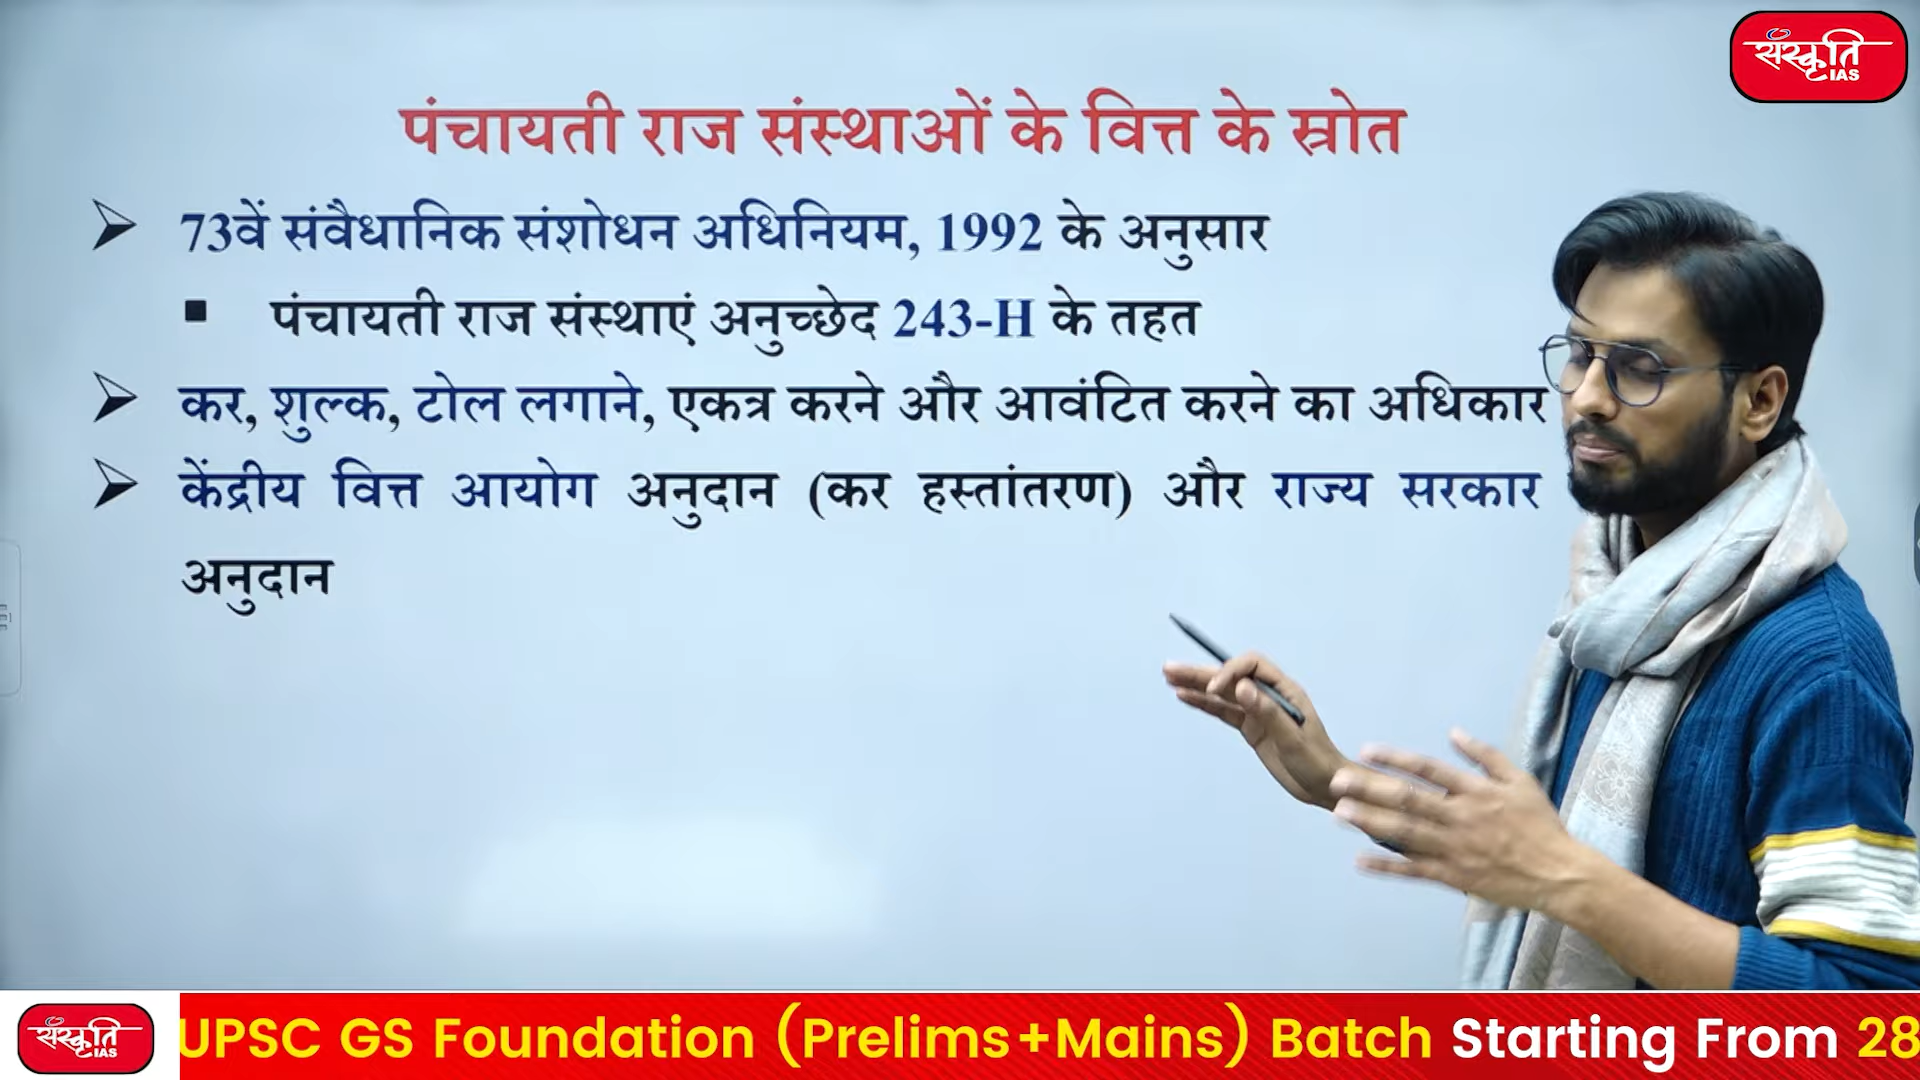 संस्कृति
IAS
पंचायती राज संस्थाओं के वित्त के स्रोत
73वें संवैधानिक संशोधन अधिनियम, 1992 के अनुसार
पंचायती राज संस्थाएं अनुच्छेद 243-H के तहत
कर, शुल्क, टोल लगाने, एकत्र करने और आवंटित करने का अधिकार
केंद्रीय वित्त आयोग अनुदान (कर हस्तांतरण) और राज्य सरकार
अनुदान
संस्कृति
IAS
UPSC GS Foundation (Prelims+Mains) Batch Starting From 28